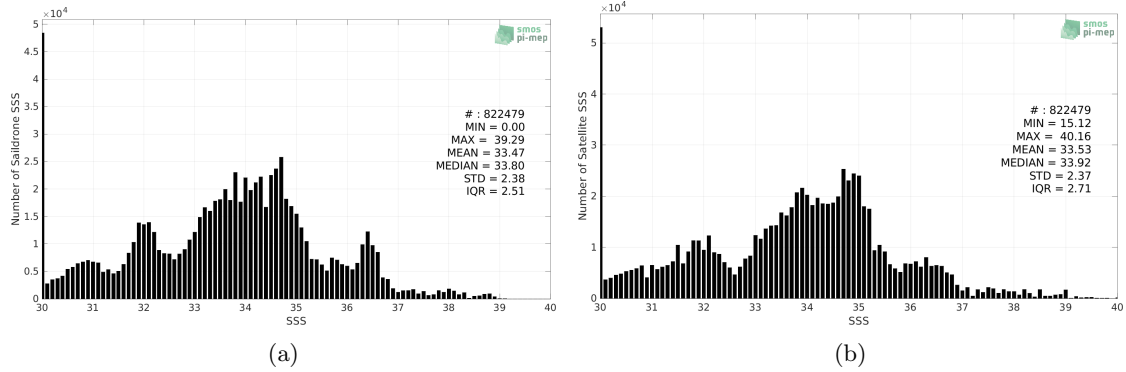 ×10⁴
5
4.5
4
3.5
3
2.5
2
1.5
1
0.5
0
30 31 32 33 34 35 36 37 38 39 40
SSS
Number of Saildrone SSS
smos
pi-mep
# : 822479
MIN = 0.00
MAX = 39.29
MEAN = 33.47
MEDIAN = 33.80
STD = 2.38
IQR = 2.51
(a)
×10⁴
5
4
3
2
1
0
30 31 32 33 34 35 36 37 38 39 40
SSS
Number of Satellite SSS
smos
pi-mep
# : 822479
MIN = 15.12
MAX = 40.16
MEAN = 33.53
MEDIAN = 33.92
STD = 2.37
IQR = 2.71
(b)